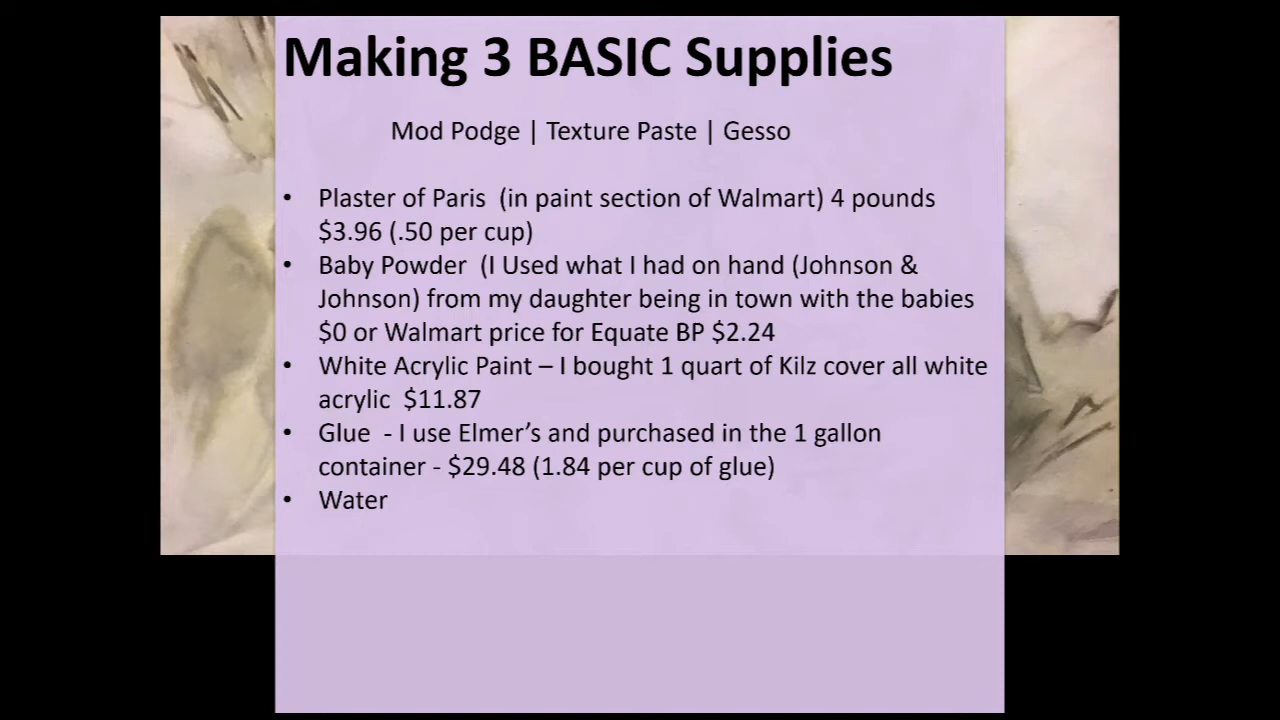 Making 3 BASIC Supplies
Mod Podge | Texture Paste | Gesso
• Plaster of Paris  (in paint section of Walmart) 4 pounds
$3.96 (.50 per cup)
• Baby Powder  (I Used what I had on hand (Johnson &
Johnson) from my daughter being in town with the babies
$0 or Walmart price for Equate BP $2.24
• White Acrylic Paint – I bought 1 quart of Kilz cover all white
acrylic  $11.87
• Glue  - I use Elmer’s and purchased in the 1 gallon
container - $29.48 (1.84 per cup of glue)
• Water